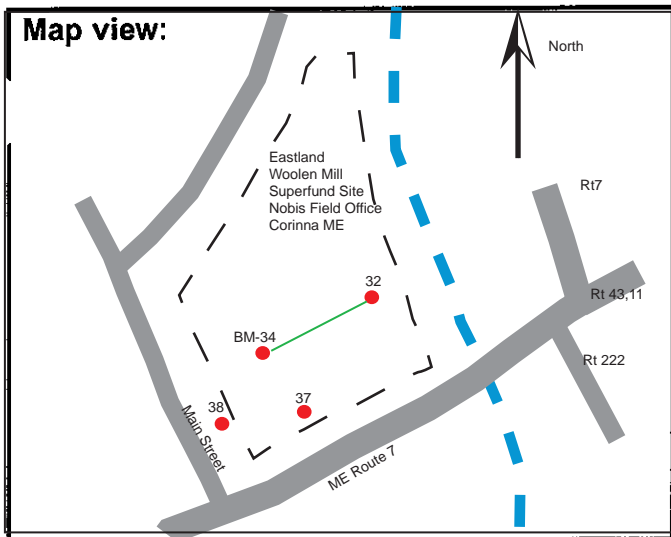 Map view:
North
Eastland
Woolen Mill
Superfund Site
Nobis Field Office
Corinna ME
Rt7
32
Rt 43,11
BM-34
Rt 222
37
38
Main Street
ME Route 7